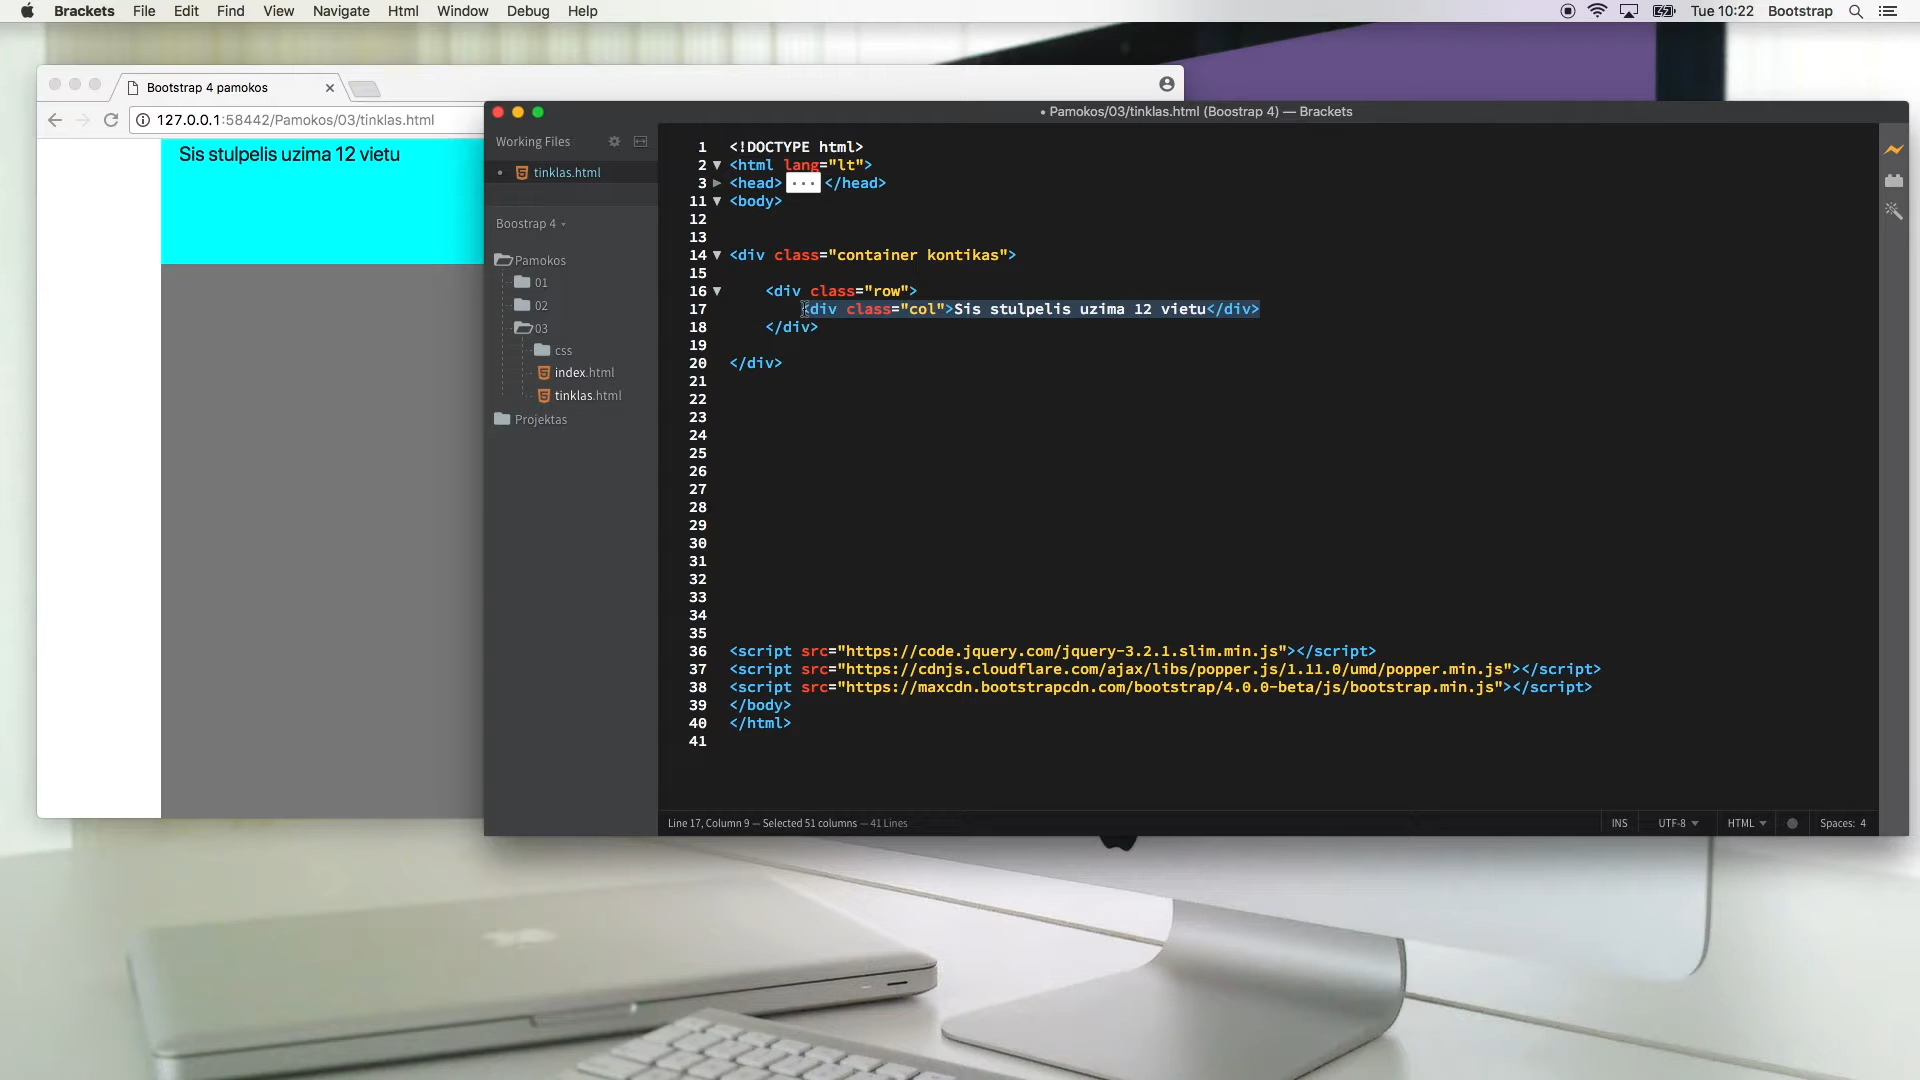 Brackets File Edit Find View Navigate Html Window Debug Help Tue 10:22 Bootstrap
Bootstrap 4 pamokos
127.0.0.1:58442/Pamokos/03/tinklas.html
Sis stulpelis uzima 12 vietu
• Pamokos/03/tinklas.html (Boostrap 4) — Brackets
Working Files
• tinklas.html
Boostrap 4
Pamokos
01
02
03
css
index.html
tinklas.html
Projektas
1 <!DOCTYPE html>
2 <html lang="lt">
3 <head>...</head>
11 <body>
12
13
14 <div class="container kontikas">
15
16 <div class="row">
17 <div class="col">Sis stulpelis uzima 12 vietu</div>
18 </div>
19
20 </div>
21
22
23
24
25
26
27
28
29
30
31
32
33
34
35
36 <script src="https://code.jquery.com/jquery-3.2.1.slim.min.js"></script>
37 <script src="https://cdnjs.cloudflare.com/ajax/libs/popper.js/1.11.0/umd/popper.min.js"></script>
38 <script src="https://maxcdn.bootstrapcdn.com/bootstrap/4.0.0-beta/js/bootstrap.min.js"></script>
39 </body>
40 </html>
41
Line 17, Column 9 — Selected 51 columns — 41 Lines INS UTF-8 HTML Spaces: 4